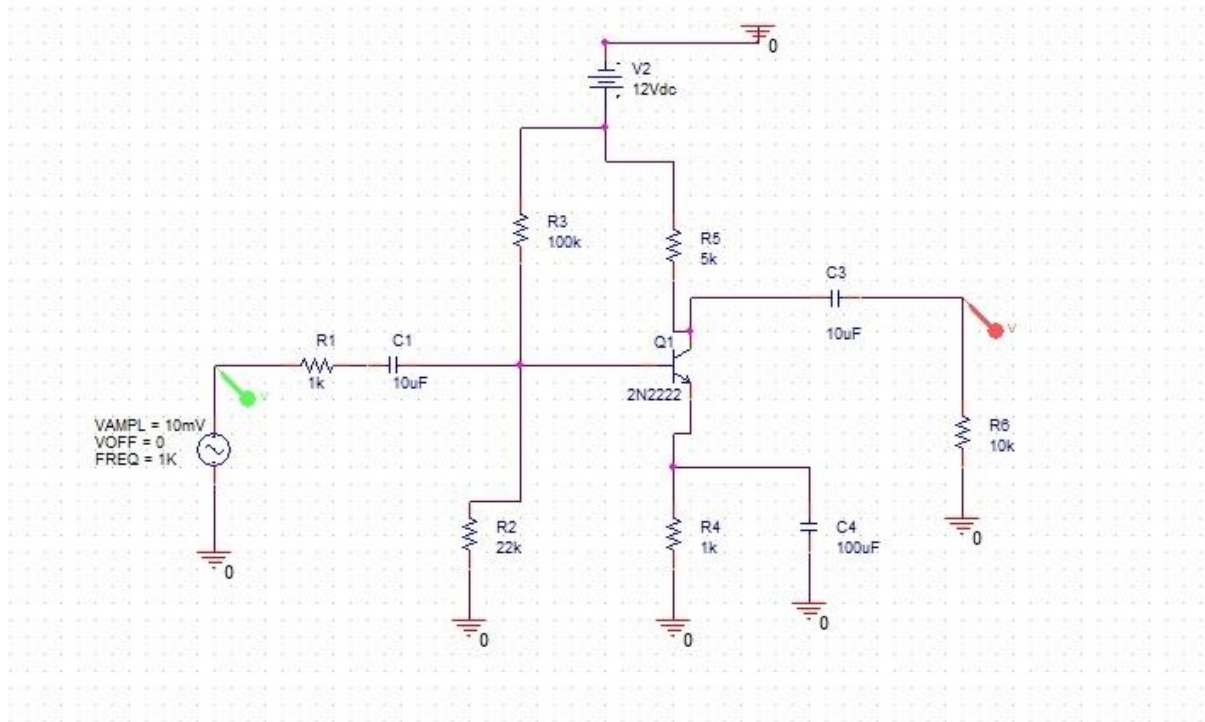 0
V2
12Vdc
R3
100k
R5
5k
C3
10uF
V
R1
1k
C1
10uF
Q1
2N2222
V
VAMPL = 10mV
VOFF = 0
FREQ = 1K
R6
10k
R2
22k
R4
1k
C4
100uF
0
0
0
0
0